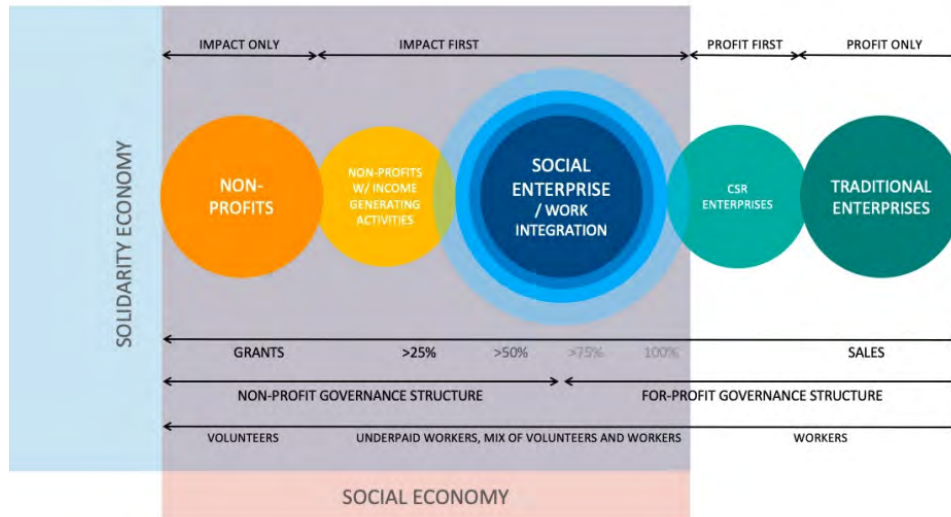 IMPACT ONLY
IMPACT FIRST
PROFIT FIRST
PROFIT ONLY
SOLIDARITY ECONOMY
NON-
PROFITS
NON-PROFITS
W/ INCOME
GENERATING
ACTIVITIES
SOCIAL
ENTERPRISE
/ WORK
INTEGRATION
CSR
ENTERPRISES
TRADITIONAL
ENTERPRISES
GRANTS
>25%
>50%
>75%
100%
SALES
NON-PROFIT GOVERNANCE STRUCTURE
FOR-PROFIT GOVERNANCE STRUCTURE
VOLUNTEERS
UNDERPAID WORKERS, MIX OF VOLUNTEERS AND WORKERS
WORKERS
SOCIAL ECONOMY